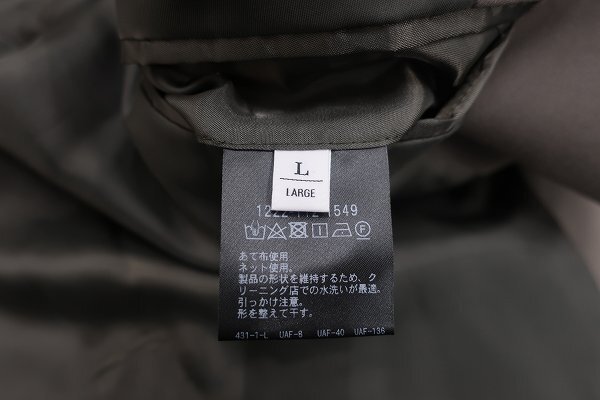 L
LARGE
1222 112 549
あて布使用
ネット使用。
製品の形状を維持するため、ク
リーニング店での水洗いが最適。
引っかけ注意。
形を整えて干す。
431-1-L UAF-8 UAF-40 UAF-136